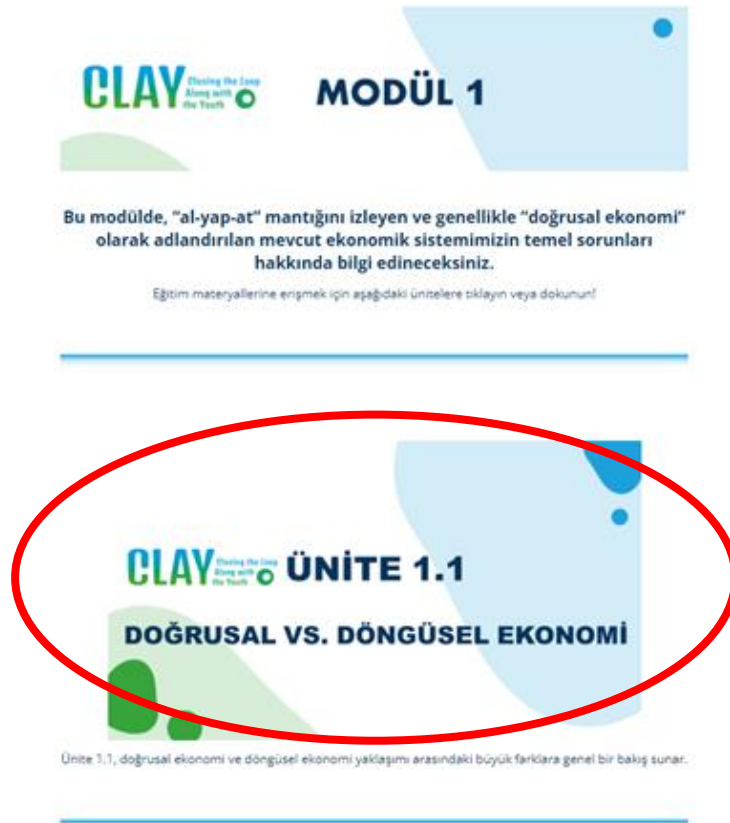 CLAY Closing the Loop Along with the Youth MODÜL 1
Bu modülde, "al-yap-at" mantığını izleyen ve genellikle "doğrusal ekonomi"
olarak adlandırılan mevcut ekonomik sistemimizin temel sorunları
hakkında bilgi edineceksiniz.
Eğitim materyallerine erişmek için aşağıdaki ünitelere tıklayın veya dokunun!
CLAY Closing the Loop Along with the Youth ÜNİTE 1.1
DOĞRUSAL VS. DÖNGÜSEL EKONOMİ
Ünite 1.1, doğrusal ekonomi ve döngüsel ekonomi yaklaşımı arasındaki büyük farklara genel bir bakış sunar.